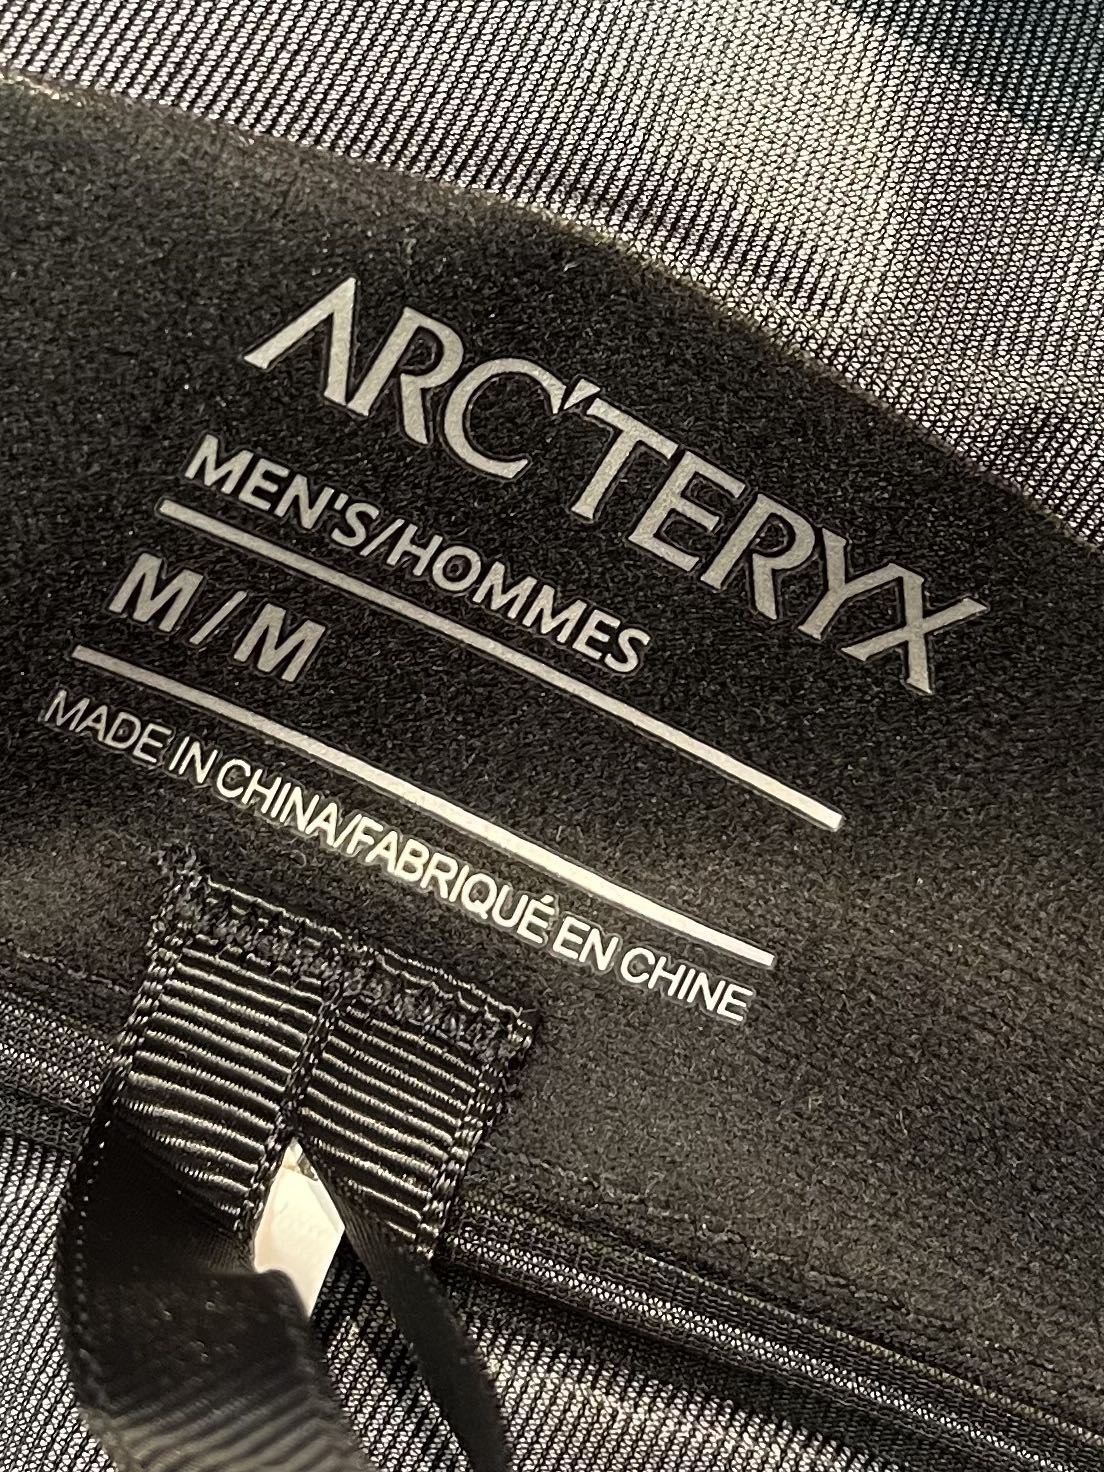 ARC'TERYX
MEN'S/HOMMES
M / M
MADE IN CHINA/FABRIQUÉ EN CHINE